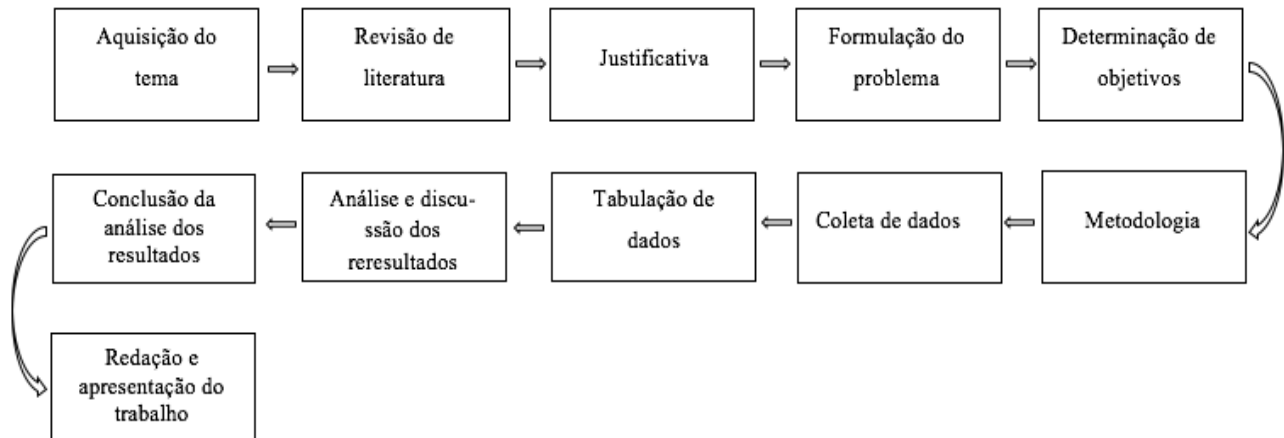 Aquisição do
tema
Revisão de
literatura
Justificativa
Formulação do
problema
Determinação de
objetivos
Metodologia
Coleta de dados
Tabulação de
dados
Análise e discu-
ssão dos
reresultados
Conclusão da
análise dos
resultados
Redação e
apresentação do
trabalho